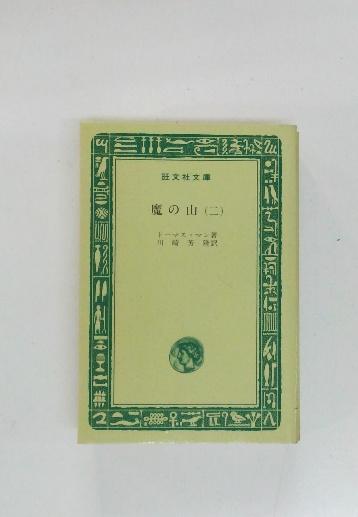 旺文社文庫
魔の山(二)
トーマス・マン著
川崎芳隆訳